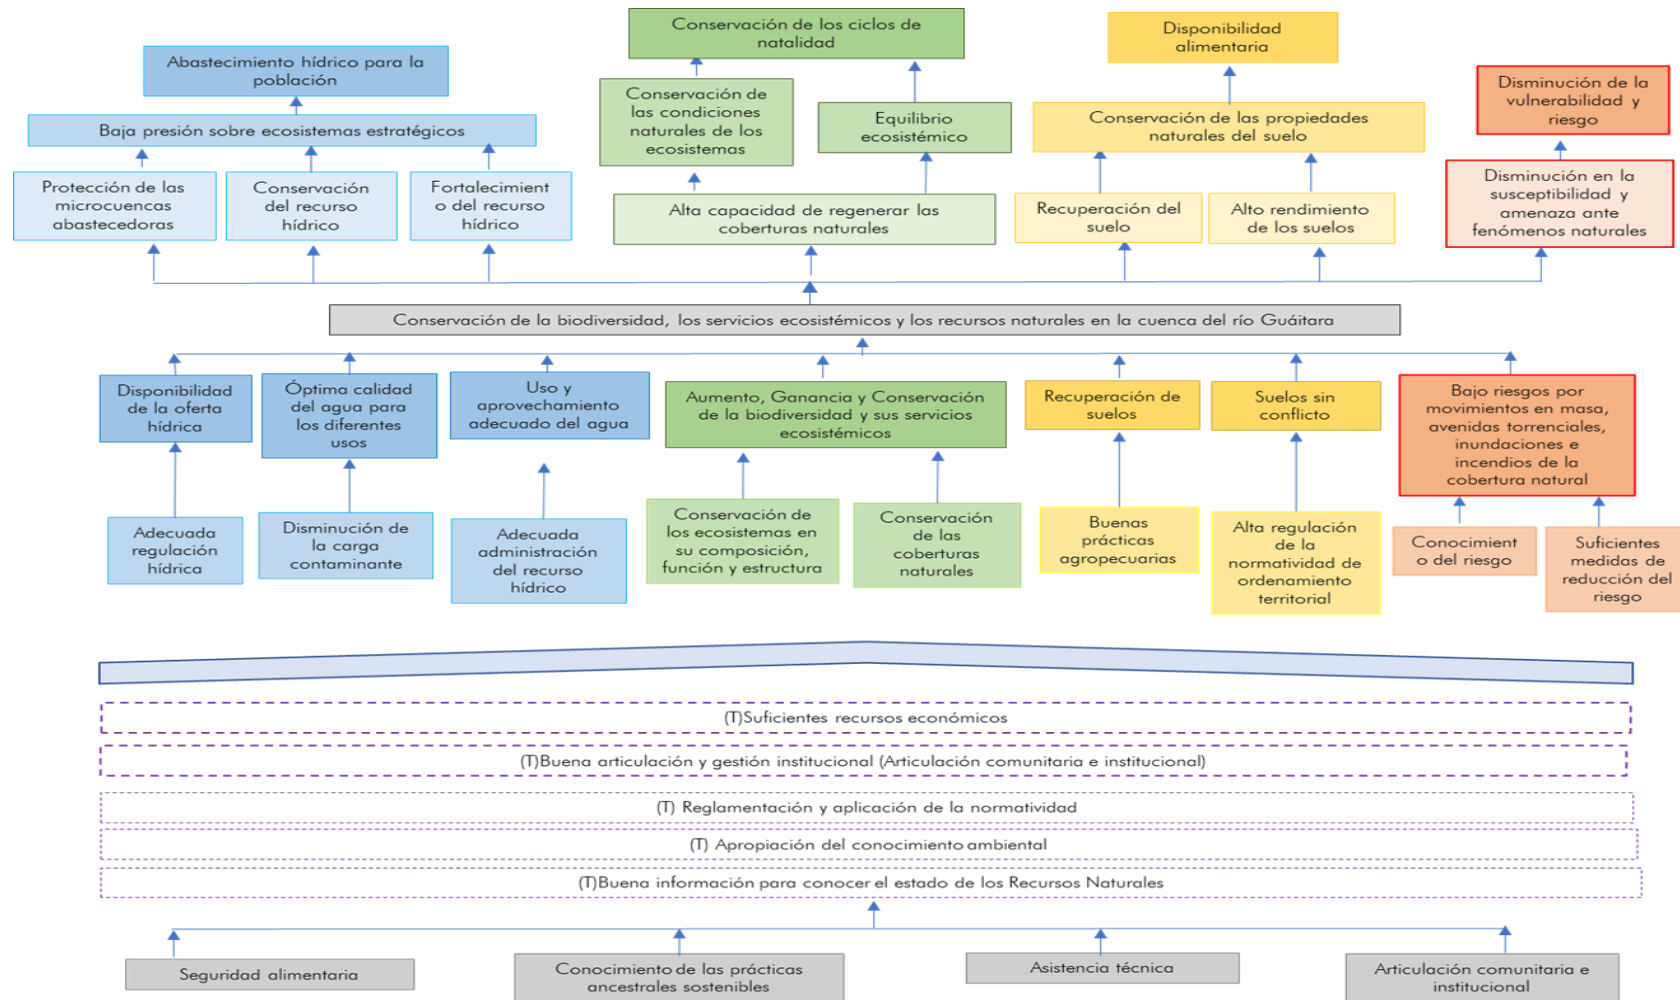 Conservación de los ciclos de
natalidad
Disponibilidad
alimentaria
Abastecimiento hídrico para la
población
Disminución de la
vulnerabilidad y
riesgo
Baja presión sobre ecosistemas estratégicos
Conservación de
las condiciones
naturales de los
ecosistemas
Equilibrio
ecosistémico
Conservación de las propiedades
naturales del suelo
Protección de las
microcuencas
abastecedoras
Conservación
del recurso
hídrico
Fortalecimient
o del recurso
hídrico
Alta capacidad de regenerar las
coberturas naturales
Recuperación del
suelo
Alto rendimiento
de los suelos
Disminución en la
susceptibilidad y
amenaza ante
fenómenos naturales
Conservación de la biodiversidad, los servicios ecosistémicos y los recursos naturales en la cuenca del río Guáitara
Disponibilidad
de la oferta
hídrica
Óptima calidad
del agua para
los diferentes
usos
Uso y
aprovechamiento
adecuado del agua
Aumento, Ganancia y Conservación
de la biodiversidad y sus servicios
ecosistémicos
Recuperación de
suelos
Suelos sin
conflicto
Bajo riesgos por
movimientos en masa,
avenidas torrenciales,
inundaciones e
incendios de la
cobertura natural
Adecuada
regulación
hídrica
Disminución de
la carga
contaminante
Adecuada
administración
del recurso
hídrico
Conservación de
los ecosistemas en
su composición,
función y estructura
Conservación
de las
coberturas
naturales
Buenas
prácticas
agropecuarias
Alta regulación
de la
normatividad de
ordenamiento
territorial
Conocimient
o del riesgo
Suficientes
medidas de
reducción del
riesgo
(T)Suficientes recursos económicos
(T)Buena articulación y gestión institucional (Articulación comunitaria e institucional)
(T) Reglamentación y aplicación de la normatividad
(T) Apropiación del conocimiento ambiental
(T)Buena información para conocer el estado de los Recursos Naturales
Seguridad alimentaria
Conocimiento de las prácticas
ancestrales sostenibles
Asistencia técnica
Articulación comunitaria e
institucional